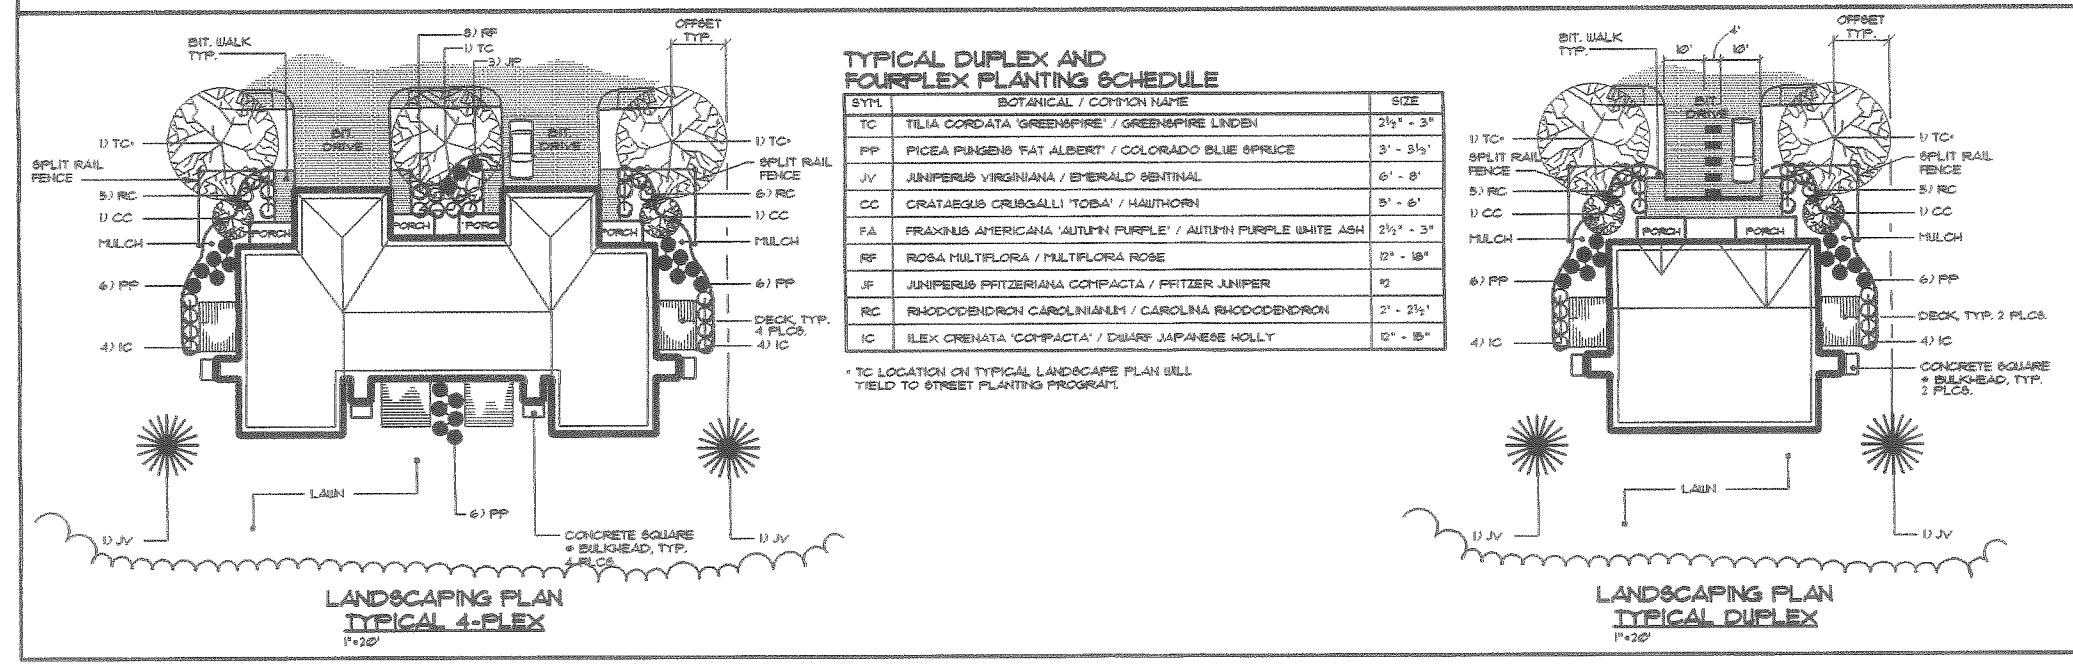 OFFSET
TYP.
BIT. WALK
TYP.
8) RF
1) TC
3) JP
BIT.
DRIVE
BIT.
DRIVE
1) TC*
SPLIT RAIL
FENCE
5) RC
1) CC
MULCH
6) PP
4) IC
1) JV
PORCH
PORCH
PORCH
PORCH
1) TC*
SPLIT RAIL
FENCE
6) RC
1) CC
MULCH
6) PP
DECK, TYP.
4 PLCS.
4) IC
LAWN
6) PP
CONCRETE SQUARE
@ BULKHEAD, TYP.
4 PLCS.
1) JV
LANDSCAPING PLAN
TYPICAL 4-PLEX
1"=20'
TYPICAL DUPLEX AND
FOURPLEX PLANTING SCHEDULE
SYM. BOTANICAL / COMMON NAME SIZE
TC TILIA CORDATA 'GREENSPIRE' / GREENSPIRE LINDEN 2½" - 3"
PP PICEA PUNGENS 'FAT ALBERT' / COLORADO BLUE SPRUCE 3' - 3½'
JV JUNIPERUS VIRGINIANA / EMERALD SENTINAL 6' - 8'
CC CRATAEGUS CRUSGALLI 'TOBA' / HAWTHORN 5' - 6'
FA FRAXINUS AMERICANA 'AUTUMN PURPLE' / AUTUMN PURPLE WHITE ASH 2½" - 3"
RF ROSA MULTIFLORA / MULTIFLORA ROSE 12" - 18"
JF JUNIPERUS PFITZERIANA COMPACTA / PFITZER JUNIPER #2
RC RHODODENDRON CAROLINIANUM / CAROLINA RHODODENDRON 2' - 2½'
IC ILEX CRENATA 'COMPACTA' / DWARF JAPANESE HOLLY 12" - 15"
* TC LOCATION ON TYPICAL LANDSCAPE PLAN WILL
YIELD TO STREET PLANTING PROGRAM.
OFFSET
TYP.
BIT. WALK
TYP.
10'
4'
10'
BIT.
DRIVE
1) TC*
SPLIT RAIL
FENCE
5) RC
1) CC
MULCH
6) PP
4) IC
1) JV
PORCH
PORCH
1) TC*
SPLIT RAIL
FENCE
5) RC
1) CC
MULCH
6) PP
DECK, TYP. 2 PLCS.
4) IC
CONCRETE SQUARE
@ BULKHEAD, TYP.
2 PLCS.
LAWN
1) JV
LANDSCAPING PLAN
TYPICAL DUPLEX
1"=20'